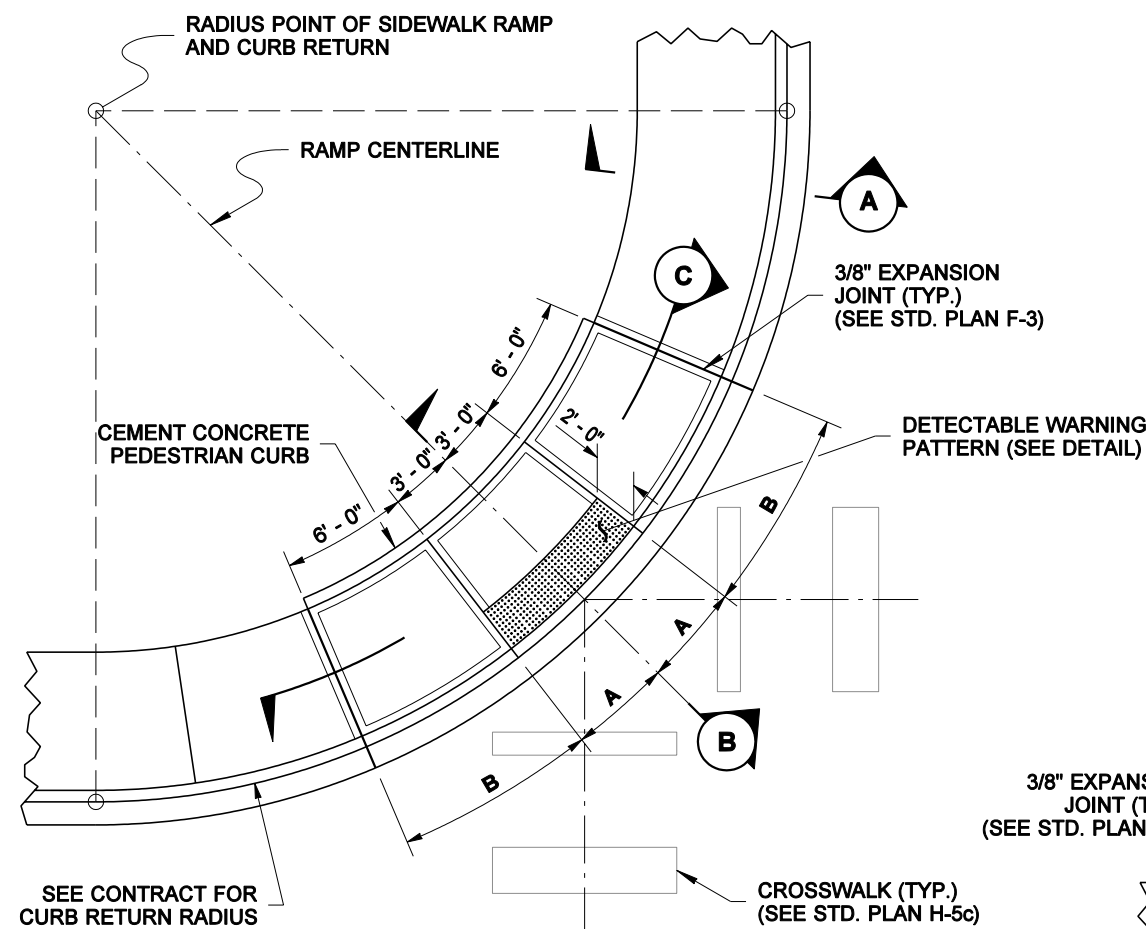 RADIUS POINT OF SIDEWALK RAMP
AND CURB RETURN
RAMP CENTERLINE
A
C
3/8" EXPANSION
JOINT (TYP.)
(SEE STD. PLAN F-3)
6' - 0"
3' - 0"
3' - 0"
6' - 0"
2' - 0"
CEMENT CONCRETE
PEDESTRIAN CURB
DETECTABLE WARNING
PATTERN (SEE DETAIL)
B
A
A
B
B
3/8" EXPANS
JOINT (T
(SEE STD. PLAN
SEE CONTRACT FOR
CURB RETURN RADIUS
CROSSWALK (TYP.)
(SEE STD. PLAN H-5c)